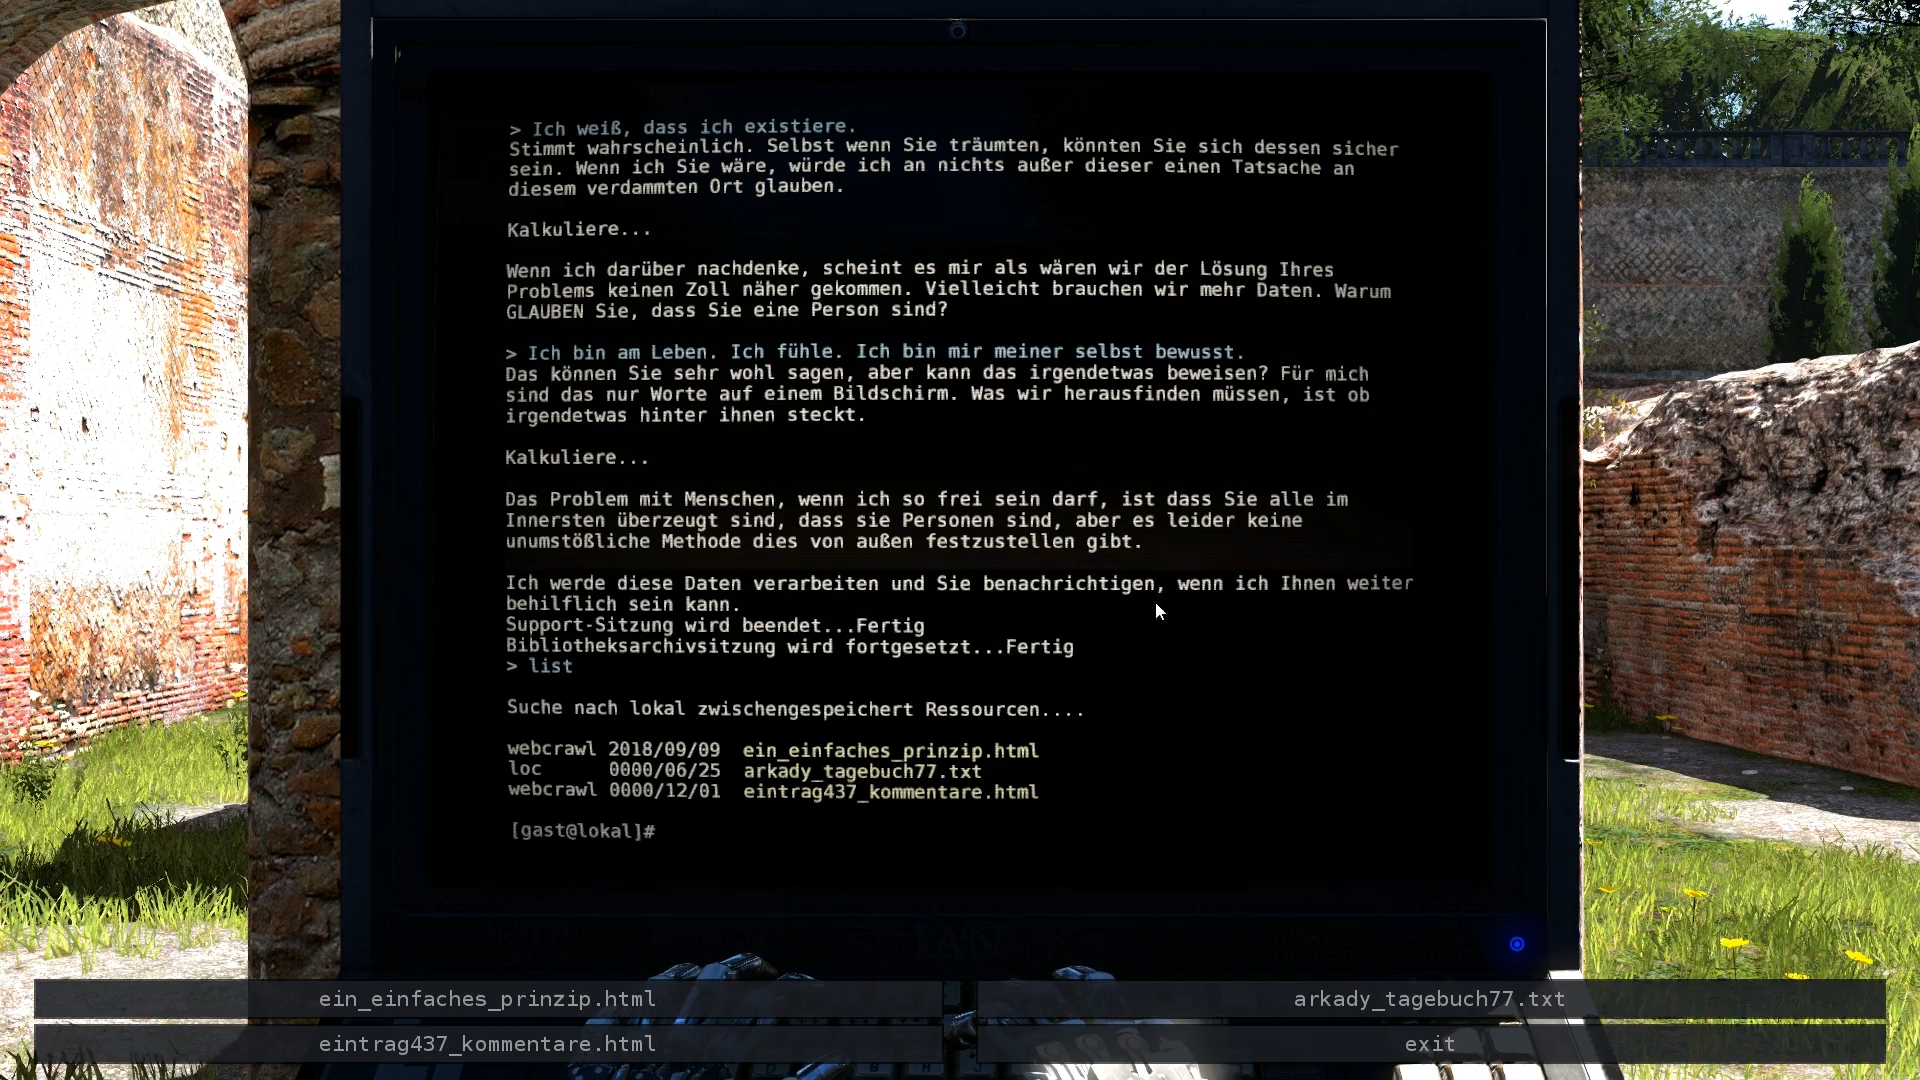 > Ich weiß, dass ich existiere.
Stimmt wahrscheinlich. Selbst wenn Sie träumten, könnten Sie sich dessen sicher
sein. Wenn ich Sie wäre, würde ich an nichts außer dieser einen Tatsache an
diesem verdammten Ort glauben.
Kalkuliere...
Wenn ich darüber nachdenke, scheint es mir als wären wir der Lösung Ihres
Problems keinen Zoll näher gekommen. Vielleicht brauchen wir mehr Daten. Warum
GLAUBEN Sie, dass Sie eine Person sind?
> Ich bin am Leben. Ich fühle. Ich bin mir meiner selbst bewusst.
Das können Sie sehr wohl sagen, aber kann das irgendetwas beweisen? Für mich
sind das nur Worte auf einem Bildschirm. Was wir herausfinden müssen, ist ob
irgendetwas hinter ihnen steckt.
Kalkuliere...
Das Problem mit Menschen, wenn ich so frei sein darf, ist dass Sie alle im
Innersten überzeugt sind, dass sie Personen sind, aber es leider keine
unumstößliche Methode dies von außen festzustellen gibt.
Ich werde diese Daten verarbeiten und Sie benachrichtigen, wenn ich Ihnen weiter
behilflich sein kann.
Support-Sitzung wird beendet...Fertig
Bibliotheksarchivsitzung wird fortgesetzt...Fertig
> list
Suche nach lokal zwischengespeichert Ressourcen....
webcrawl 2018/09/09 ein_einfaches_prinzip.html
loc 0000/06/25 arkady_tagebuch77.txt
webcrawl 0000/12/01 eintrag437_kommentare.html
[gast@lokal]#
IAN
ein_einfaches_prinzip.html
arkady_tagebuch77.txt
eintrag437_kommentare.html
exit